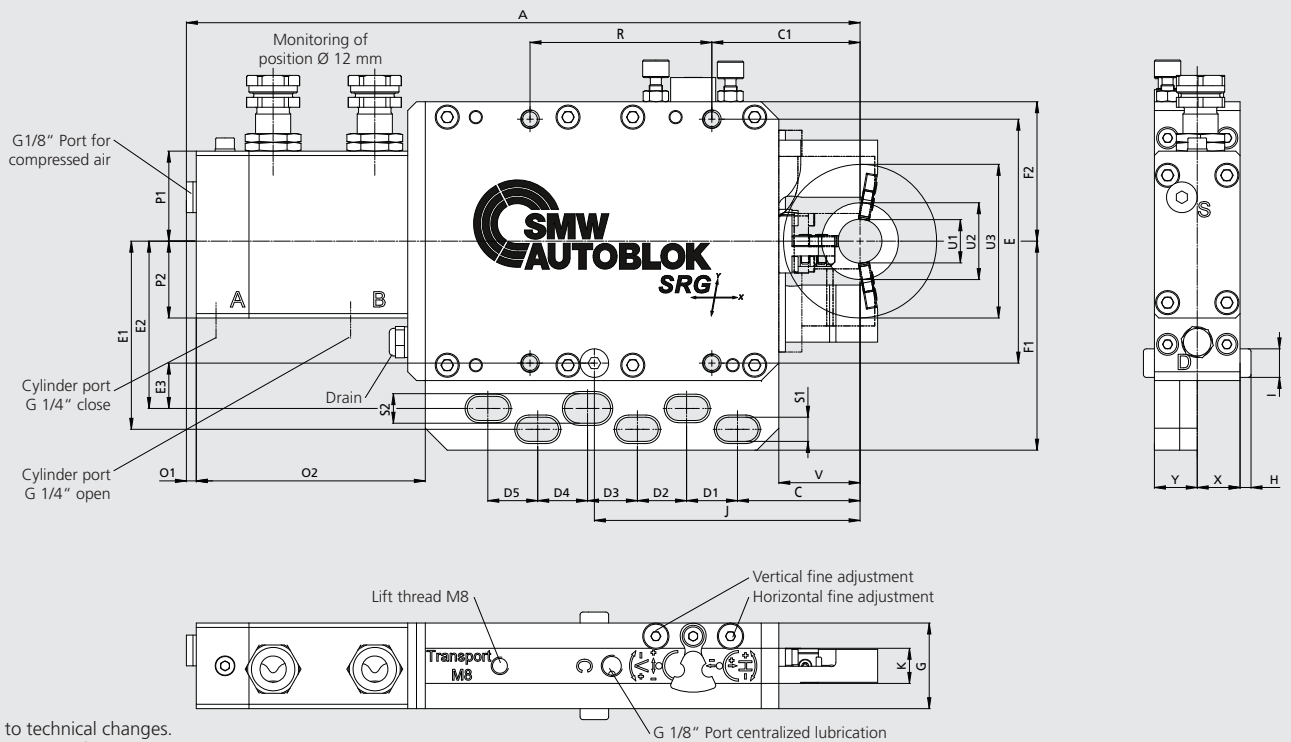 A
Monitoring of
position Ø 12 mm
R
C1
G1/8“ Port for
compressed air
P1
P2
F2
E
F1
U1
U2
U3
SMW
AUTOBLOK
SRG
Y
X
A
B
E1
E2
E3
S2
S1
Cylinder port
G 1/4“ close
Drain
Cylinder port
G 1/4“ open
O1
O2
D5
D4
D3
D2
D1
C
V
J
S
D
I
Y
X
H
Vertical fine adjustment
Lift thread M8
Horizontal fine adjustment
Transport
M8
C
V
H
K
G
to technical changes.
G 1/8“ Port centralized lubrication